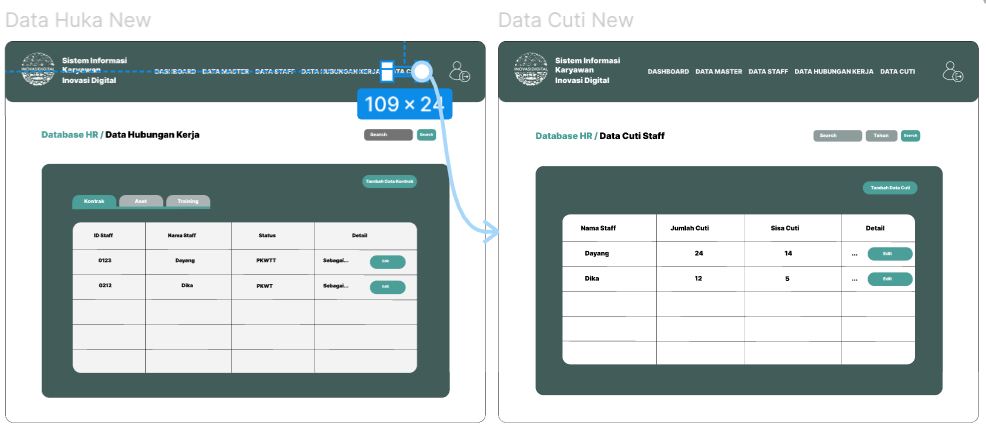 Data Huka New
Sistem Informasi
Karyawan
Inovasi Digital
DASHBOARD DATA MASTER DATA STAFF DATA HUBUNGAN KERJA
109 × 24
Database HR / Data Hubungan Kerja
Search Search
Tambah Data Kontrak
Kontrak Aset Training
ID Staff Nama Staff Status Detail
0123 Dayang PKWTT Sebagai... Edit
0212 Dika PKWT Sebagai... Edit
Data Cuti New
INOVASI DIGITAL
Sistem Informasi
Karyawan
Inovasi Digital
DASHBOARD DATA MASTER DATA STAFF DATA HUBUNGAN KERJA DATA CUTI
Database HR / Data Cuti Staff
Search Tahun Search
Tambah Data Cuti
Nama Staff Jumlah Cuti Sisa Cuti Detail
Dayang 24 14 ... Edit
Dika 12 5 ... Edit